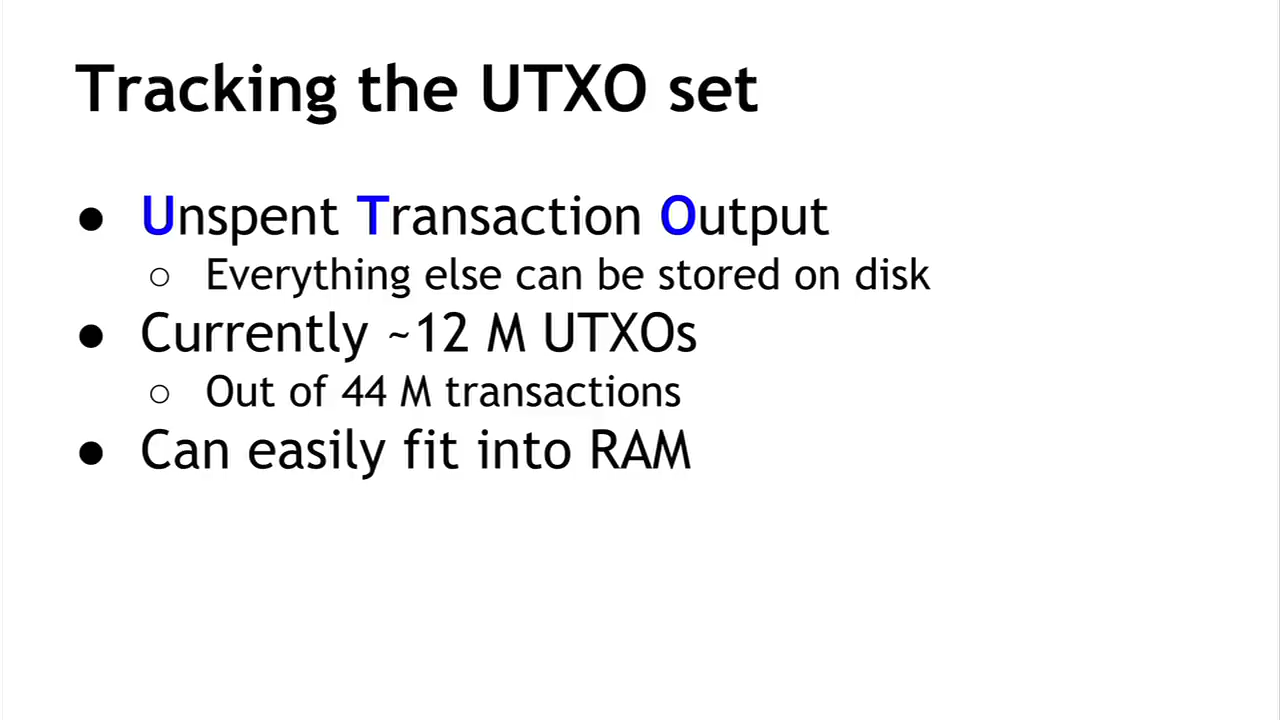 Tracking the UTXO set
● Unspent Transaction Output
○ Everything else can be stored on disk
● Currently ~12 M UTXOs
○ Out of 44 M transactions
● Can easily fit into RAM